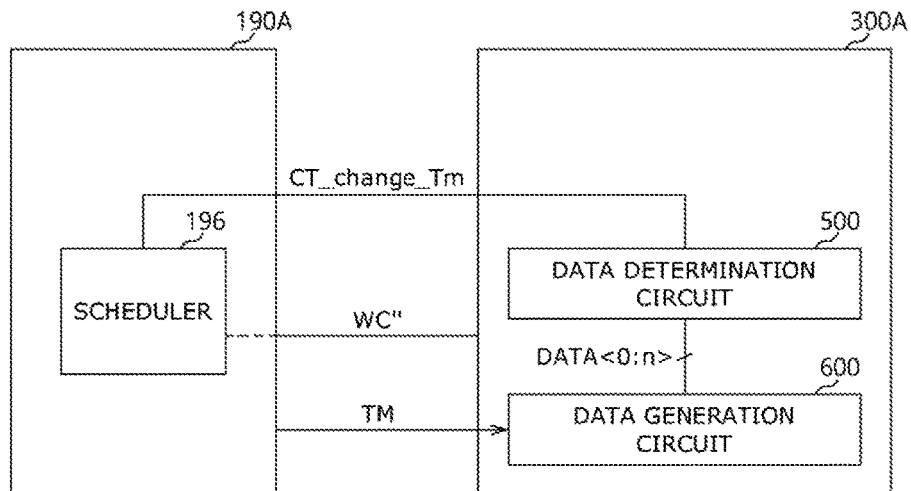 190A
300A
CT_change_Tm
196
SCHEDULER
500
DATA DETERMINATION
CIRCUIT
WC"
DATA<0:n>
600
TM
DATA GENERATION
CIRCUIT